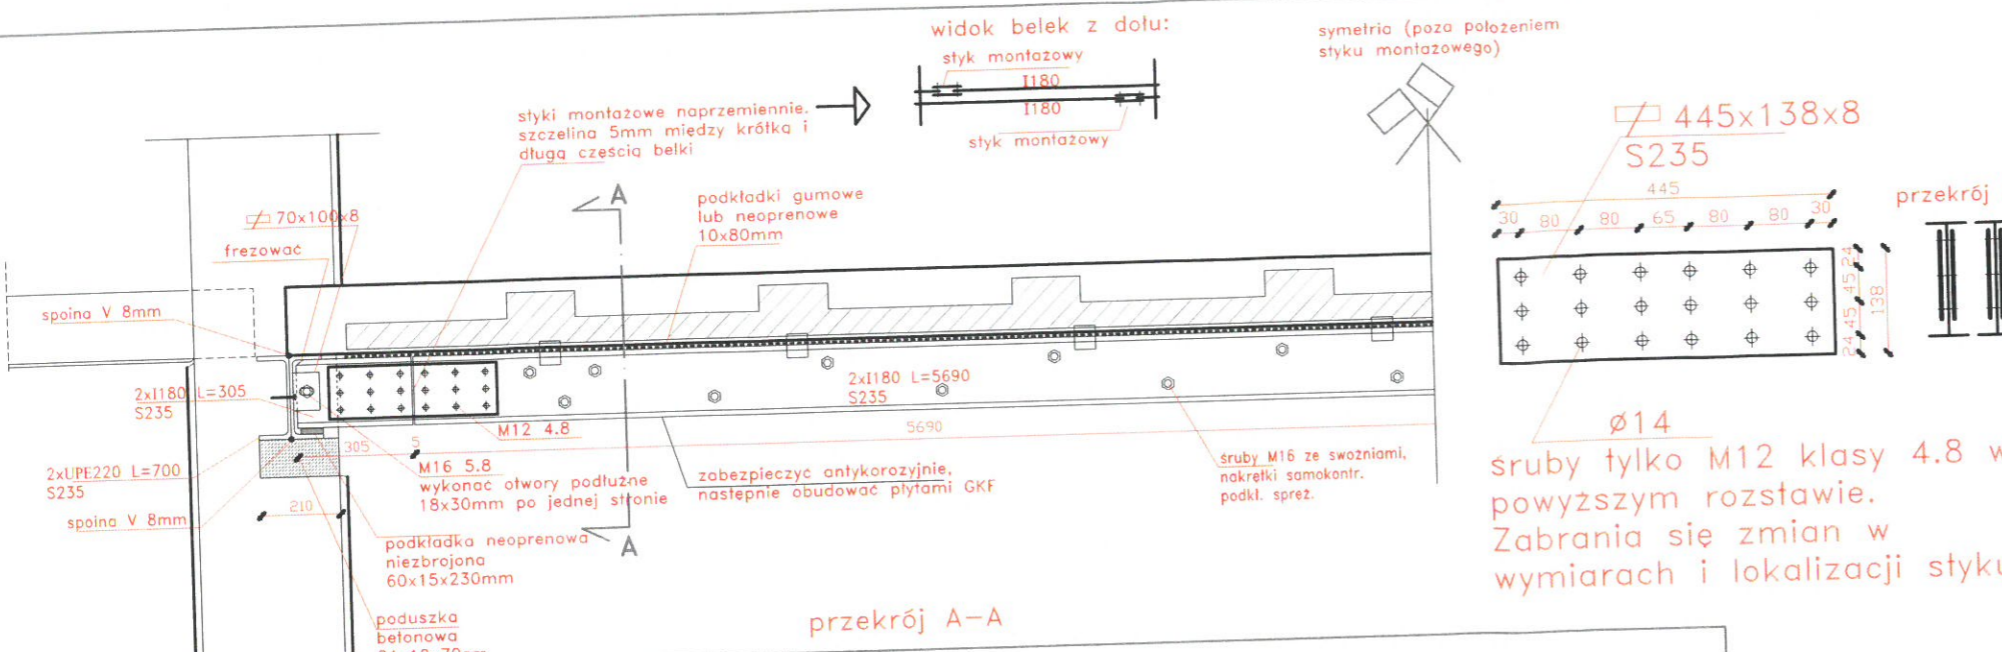 widok belek z dołu:
styk montażowy
I180
I180
styk montażowy
symetria (poza położeniem
styku montażowego)
styki montażowe naprzemiennie.
szczelina 5mm między krótką i
długą częścią belki
A
podkładki gumowe
lub neoprenowe
10x80mm
70x100x8
frezować
spoina V 8mm
2xI180 L=305
S235
2xI180 L=5690
S235
M12 4.8
305
5
5690
2xUPE220 L=700
S235
M16 5.8
wykonać otwory podłużne
18x30mm po jednej stronie
zabezpieczyć antykorozyjnie,
następnie obudować płytami GKF
śruby M16 ze swożniami,
nakrętki samokontr.
podkł. spręż.
spoina V 8mm
210
A
podkładka neoprenowa
niezbrojona
60x15x230mm
poduszka
betonowa
przekrój A-A
445x138x8
S235
445
30 80 80 65 80 80 30
24 45 45 24
138
przekrój
Ø14
śruby tylko M12 klasy 4.8 w
powyższym rozstawie.
Zabrania się zmian w
wymiarach i lokalizacji styku